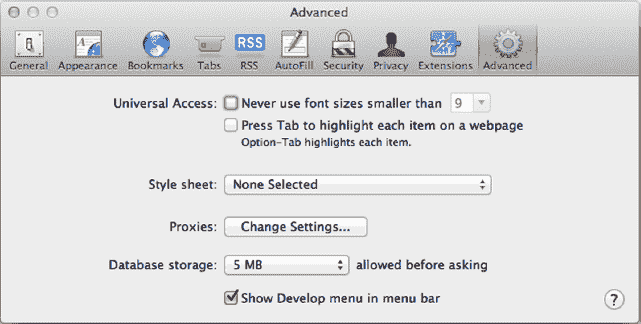 Advanced
RSS
General Appearance Bookmarks Tabs RSS AutoFill Security Privacy Extensions Advanced
Universal Access: Never use font sizes smaller than 9
Press Tab to highlight each item on a webpage
Option-Tab highlights each item.
Style sheet: None Selected
Proxies: Change Settings...
Database storage: 5 MB allowed before asking
Show Develop menu in menu bar ?